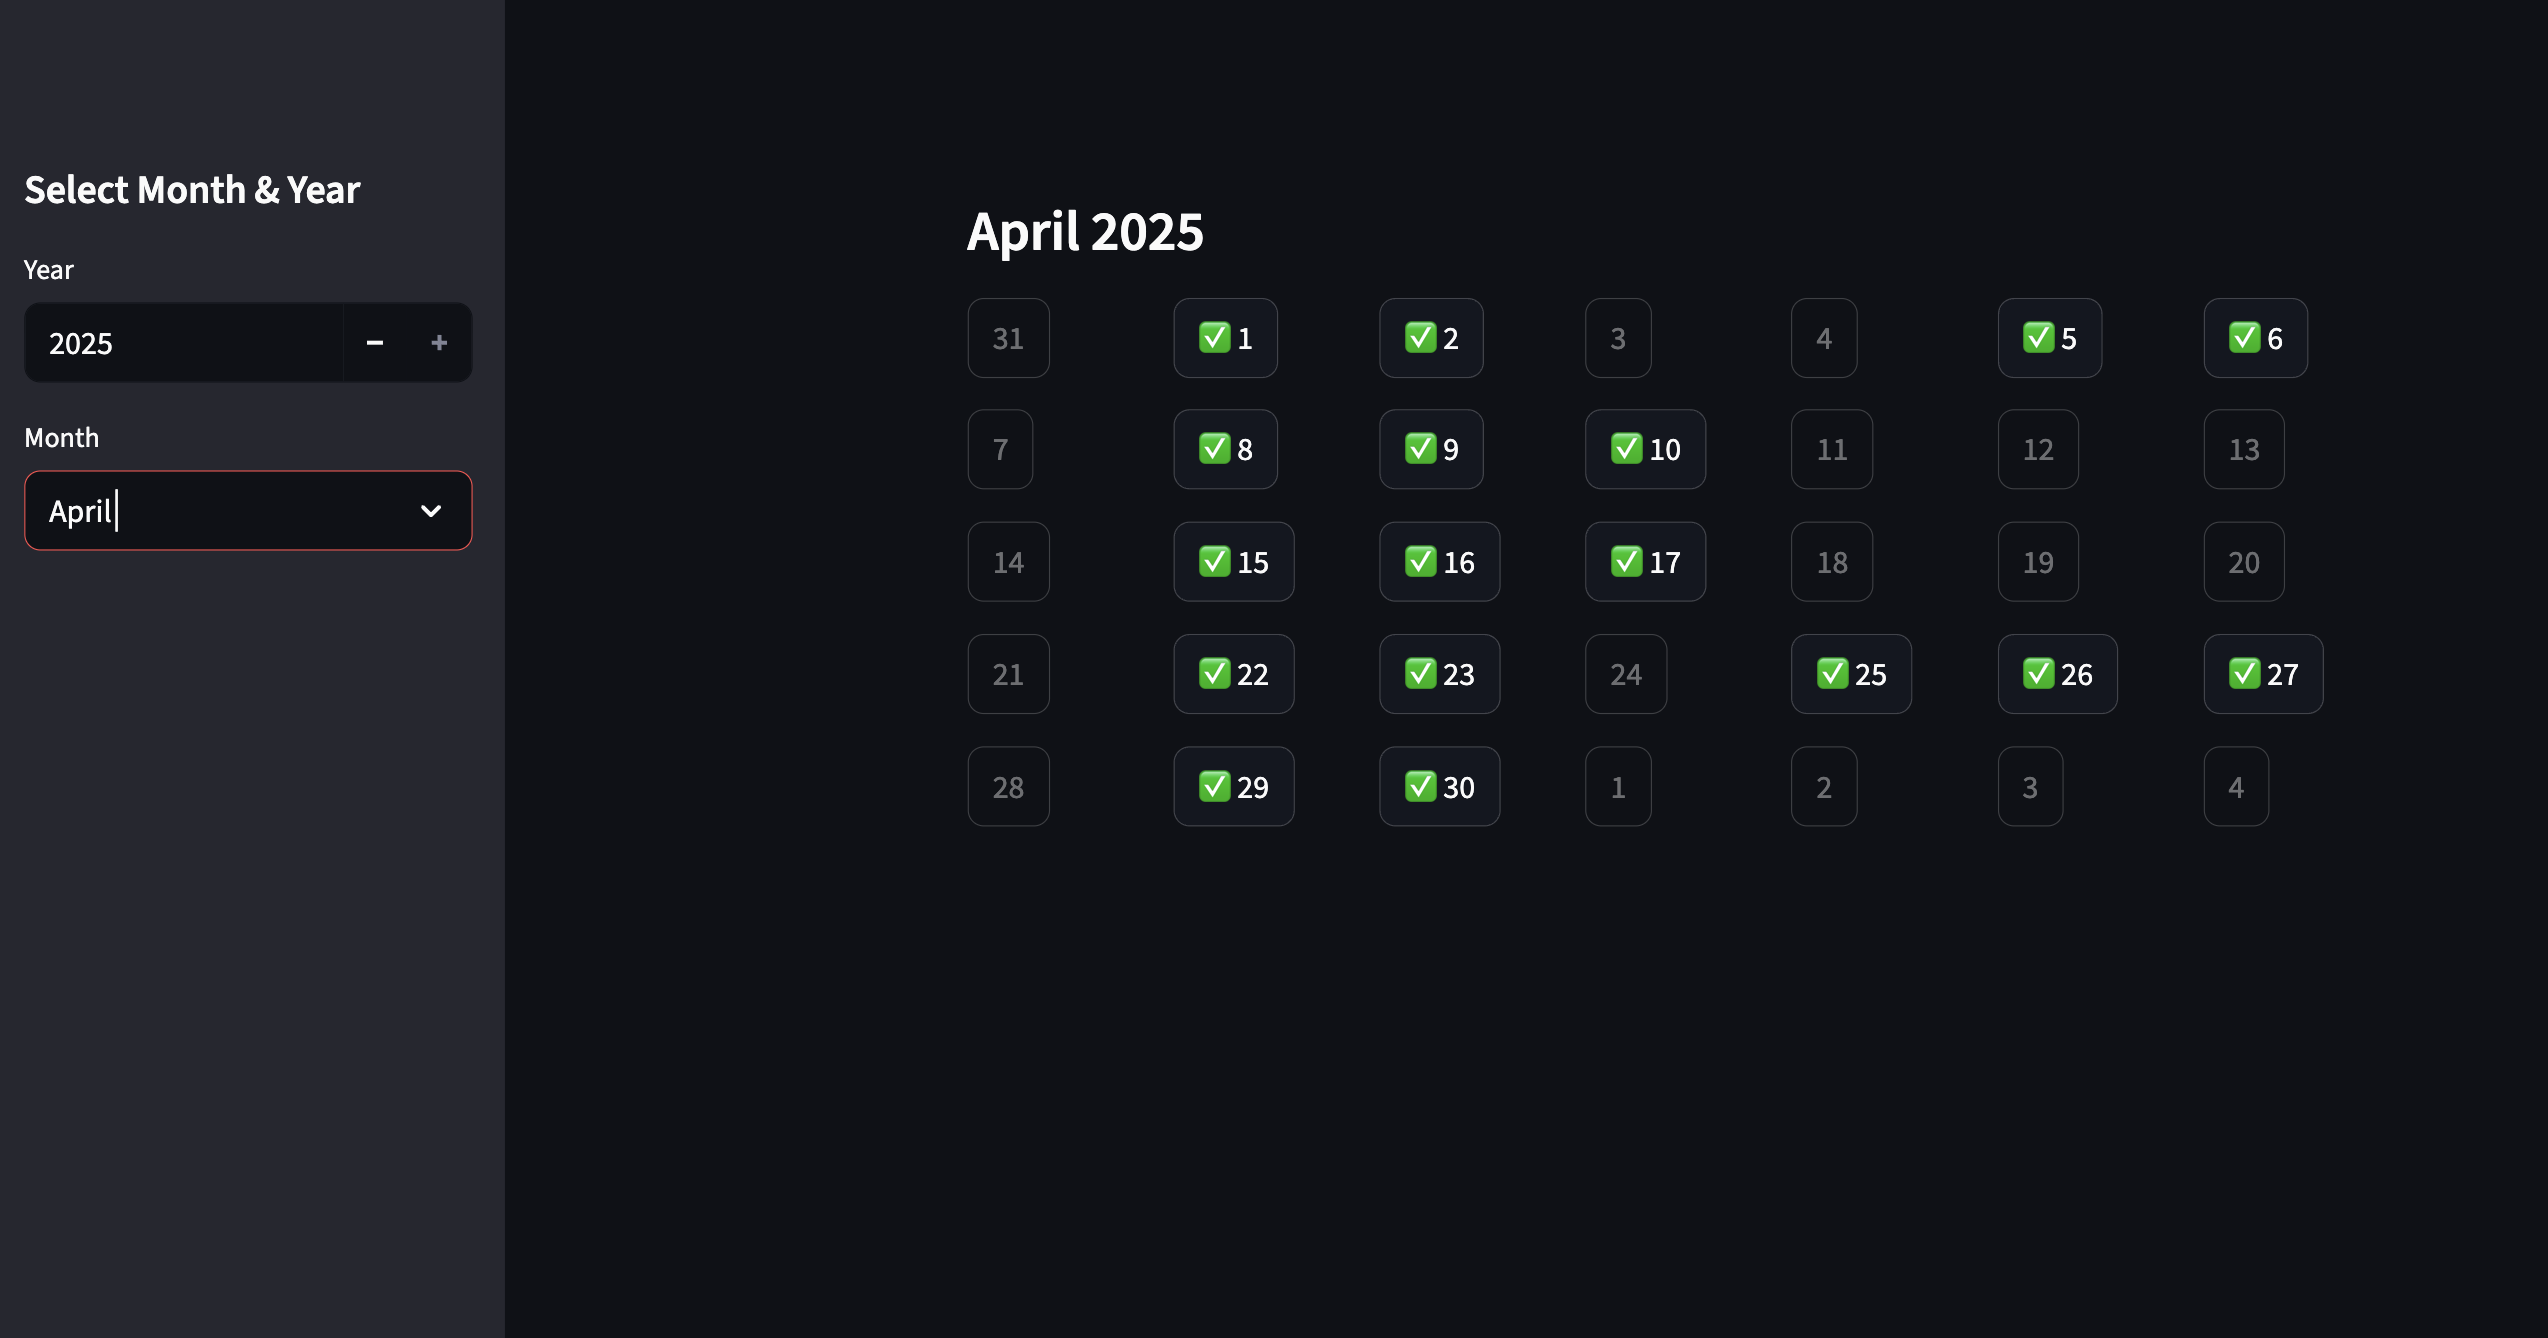 Select Month & Year
Year
2025
Month
April
April 2025
31 ✅ 1 ✅ 2 3 4 ✅ 5 ✅ 6
7 ✅ 8 ✅ 9 ✅ 10 11 12 13
14 ✅ 15 ✅ 16 ✅ 17 18 19 20
21 ✅ 22 ✅ 23 24 ✅ 25 ✅ 26 ✅ 27
28 ✅ 29 ✅ 30 1 2 3 4